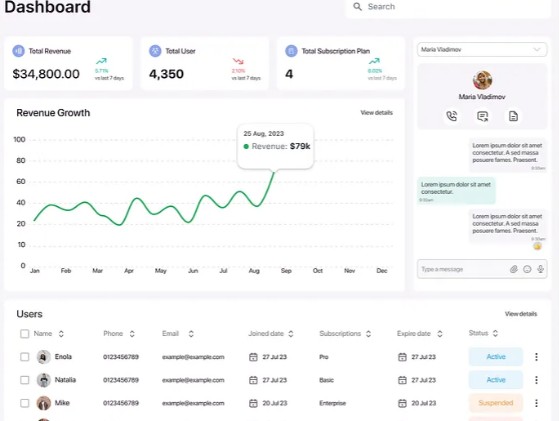 Dashboard
Search
Total Revenue
$34,800.00
5.71%
vs last 7 days
Total User
4,350
2.10%
vs last 7 days
Total Subscription Plan
4
vs last 7 days
Revenue Growth
View details
25 Aug, 2023
Revenue: $79k
100
80
60
40
20
10
0
Jan Feb Mar Apr May Jun Jul Aug Sep Oct Nov Dec
Maria Vladimov
Maria Vladimov
Lorem ipsum dolor sit amet
consectetur. A sed massa
posuere fames. Praesent.
Lorem ipsum dolor sit amet
consectetur.
Lorem ipsum dolor sit amet
consectetur. A sed massa
posuere fames. Praesent.
Type a message
Users
View details
Name Phone Email Joined date Subscriptions Expire date Status
Enola 0123456789 example@example.com 27 Jul 23 Pro 27 Jul 23 Active
Natalia 0123456789 example@example.com 27 Jul 23 Basic 27 Jul 23 Active
Mike 0123456789 example@example.com 20 Jul 23 Enterprise 20 Jul 23 Suspended